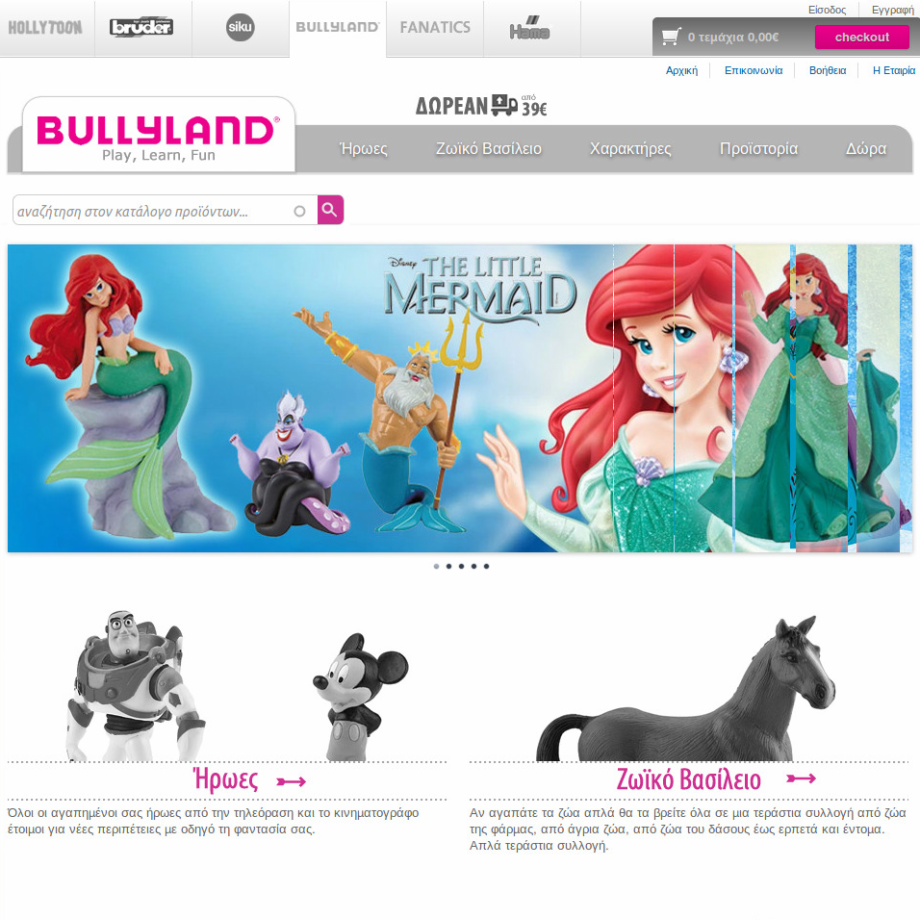 HOLLYTOON
bruder
siku
BULLYLAND
FANATICS
Hama
Είσοδος
Εγγραφή
0 τεμάχια 0,00€
checkout
Αρχική
Επικοινωνία
Βοήθεια
Η Εταιρία
ΔΩΡΕΑΝ από 39€
BULLYLAND®
Play, Learn, Fun
Ήρωες
Ζωϊκό Βασίλειο
Χαρακτήρες
Προϊστορία
Δώρα
αναζήτηση στον κατάλογο προϊόντων...
Disney
THE LITTLE
MERMAID
Ήρωες
Όλοι οι αγαπημένοι σας ήρωες από την τηλεόραση και το κινηματογράφο
έτοιμοι για νέες περιπέτειες με οδηγό τη φαντασία σας.
Ζωϊκό Βασίλειο
Αν αγαπάτε τα ζώα απλά θα τα βρείτε όλα σε μια τεράστια συλλογή από ζώα
της φάρμας, από άγρια ζώα, από ζώα του δάσους έως ερπετά και έντομα.
Απλά τεράστια συλλογή.